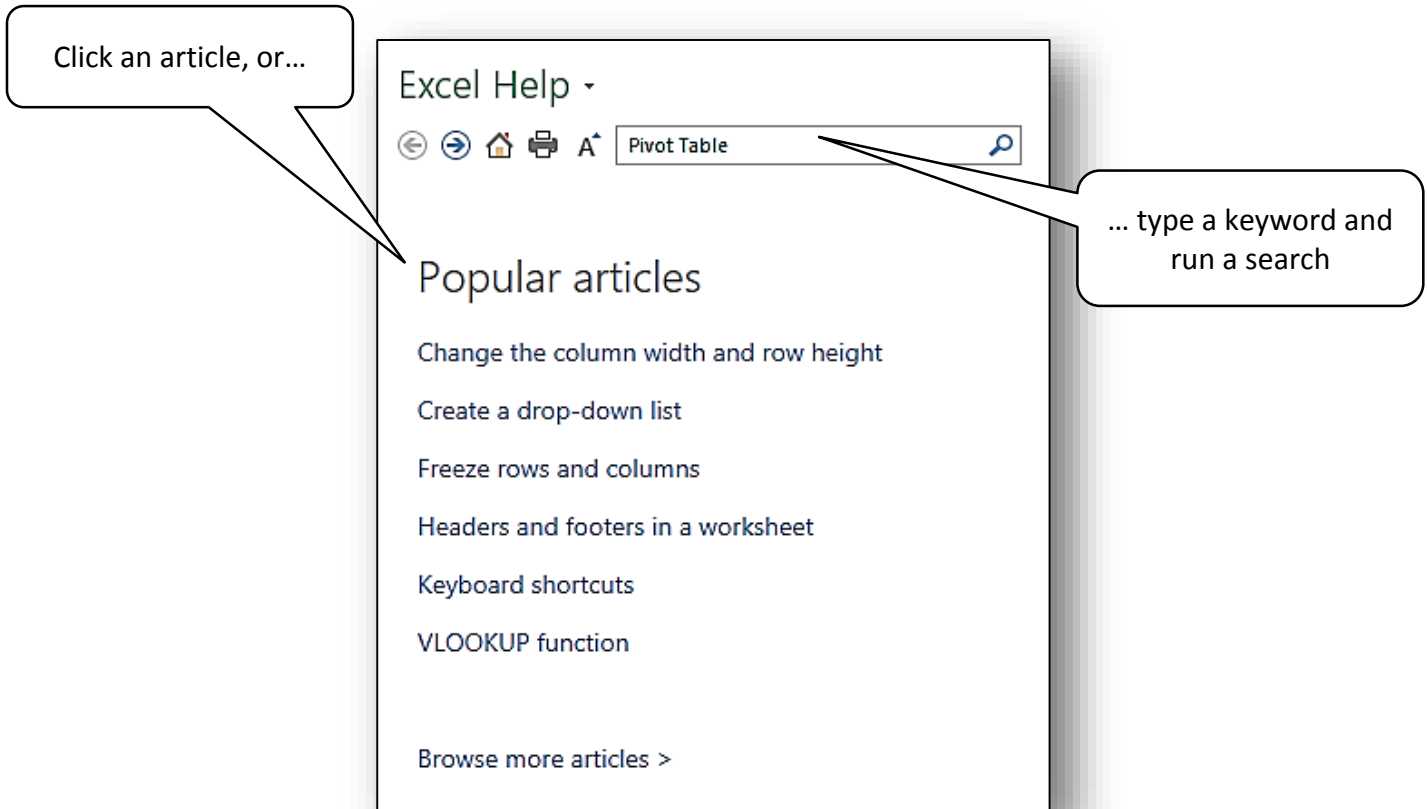 Click an article, or…
Excel Help
A
Pivot Table
… type a keyword and
run a search
Popular articles
Change the column width and row height
Create a drop-down list
Freeze rows and columns
Headers and footers in a worksheet
Keyboard shortcuts
VLOOKUP function
Browse more articles >